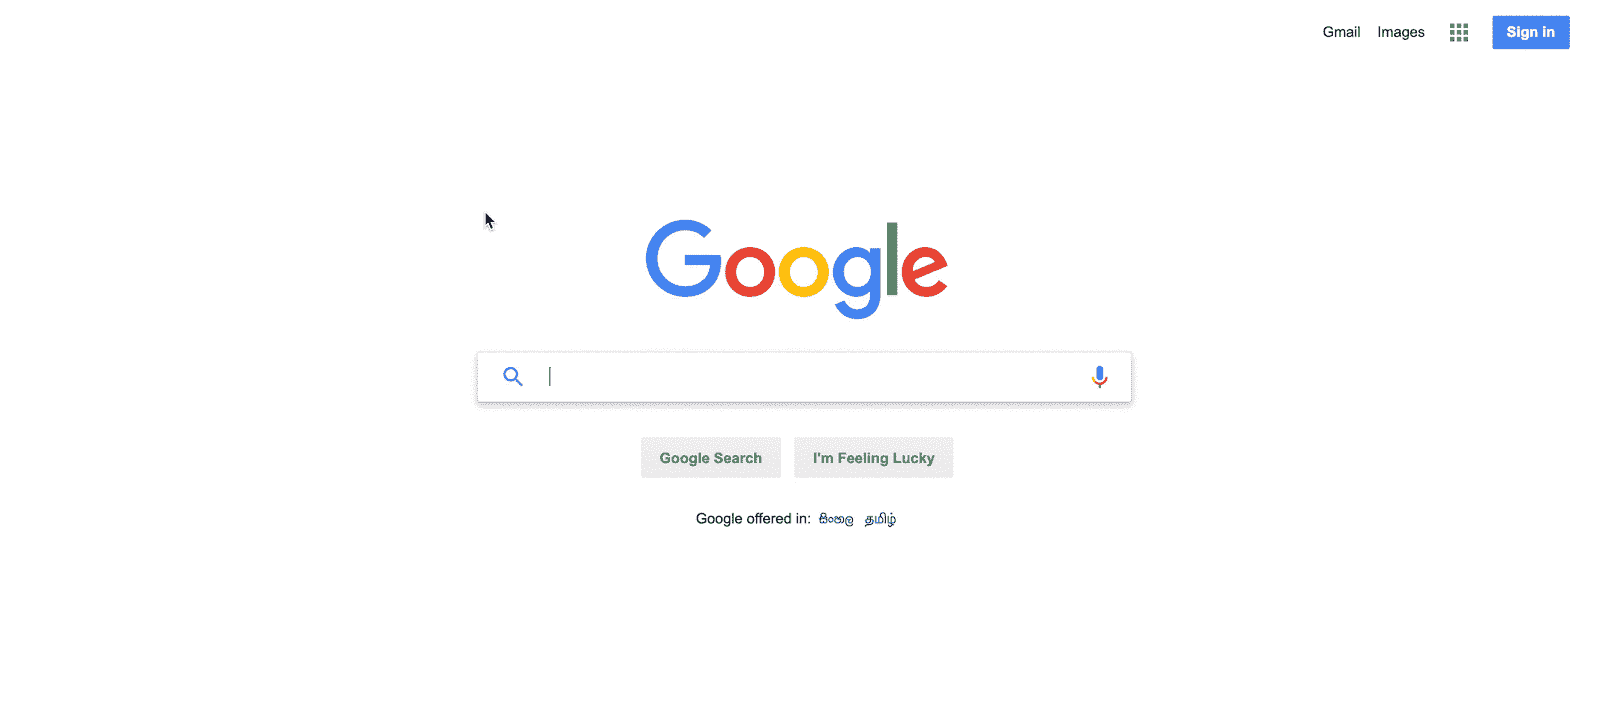 Gmail Images Sign in
Google
Google Search I'm Feeling Lucky
Google offered in: සිංහල தமிழ்